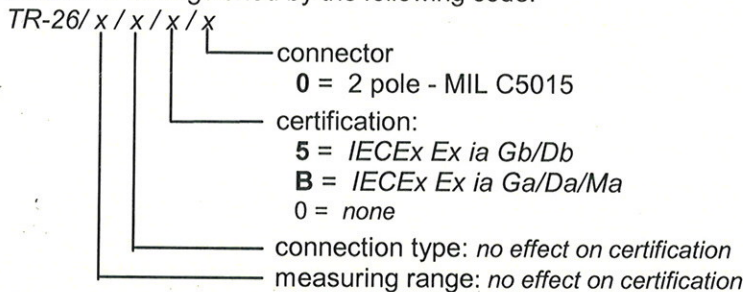 TR-26/ x / x / x / x
connector
0 = 2 pole - MIL C5015
certification:
5 = IECEx Ex ia Gb/Db
B = IECEx Ex ia Ga/Da/Ma
0 = none
connection type: no effect on certification
measuring range: no effect on certification